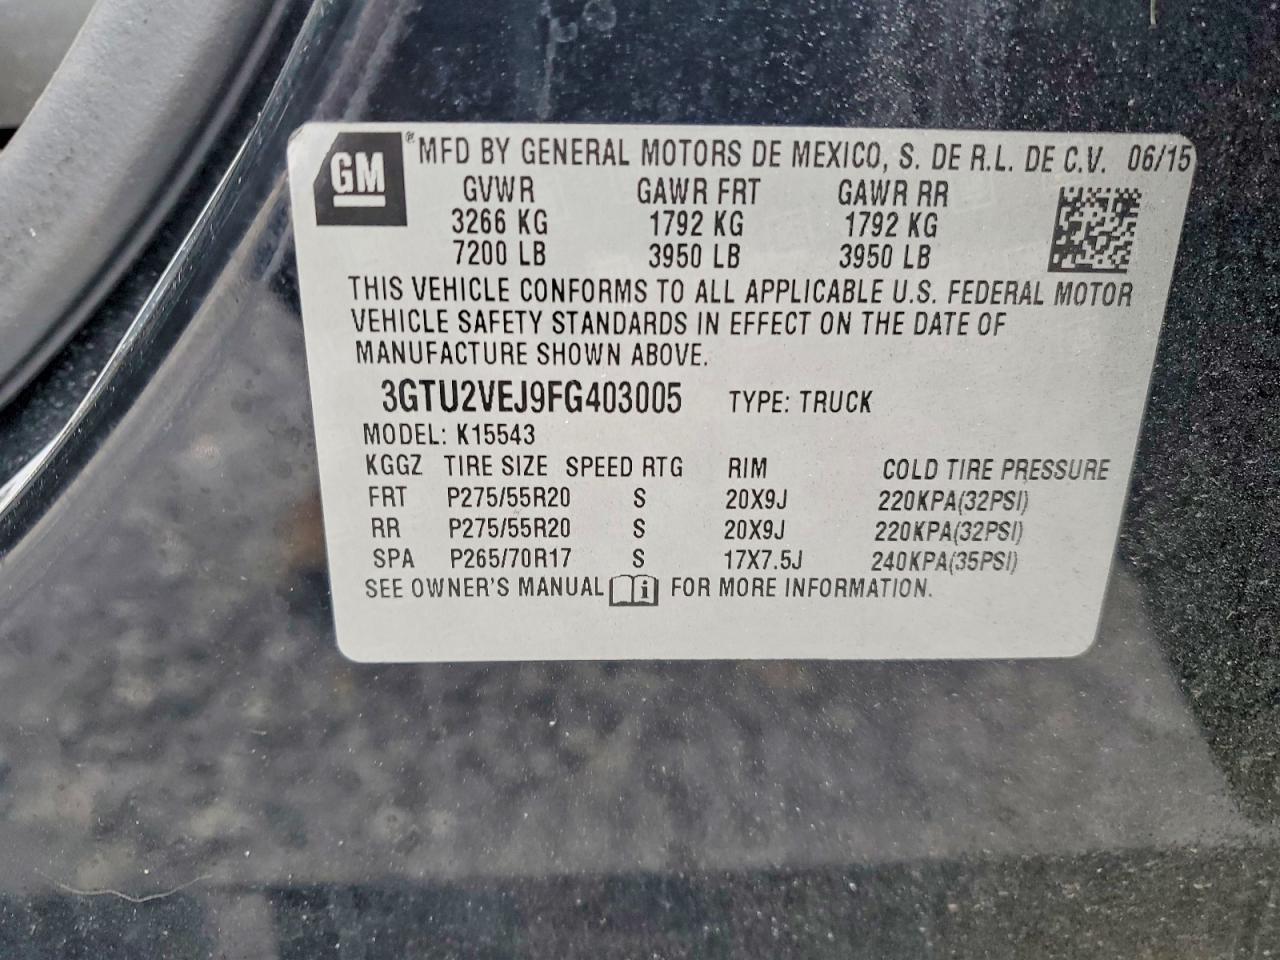 GM ® MFD BY GENERAL MOTORS DE MEXICO, S. DE R.L. DE C.V. 06/15
GVWR GAWR FRT GAWR RR
3266 KG 1792 KG 1792 KG
7200 LB 3950 LB 3950 LB
THIS VEHICLE CONFORMS TO ALL APPLICABLE U.S. FEDERAL MOTOR
VEHICLE SAFETY STANDARDS IN EFFECT ON THE DATE OF
MANUFACTURE SHOWN ABOVE.
3GTU2VEJ9FG403005 TYPE: TRUCK
MODEL: K15543
KGGZ TIRE SIZE SPEED RTG RIM COLD TIRE PRESSURE
FRT P275/55R20 S 20X9J 220KPA(32PSI)
RR P275/55R20 S 20X9J 220KPA(32PSI)
SPA P265/70R17 S 17X7.5J 240KPA(35PSI)
SEE OWNER'S MANUAL i FOR MORE INFORMATION.